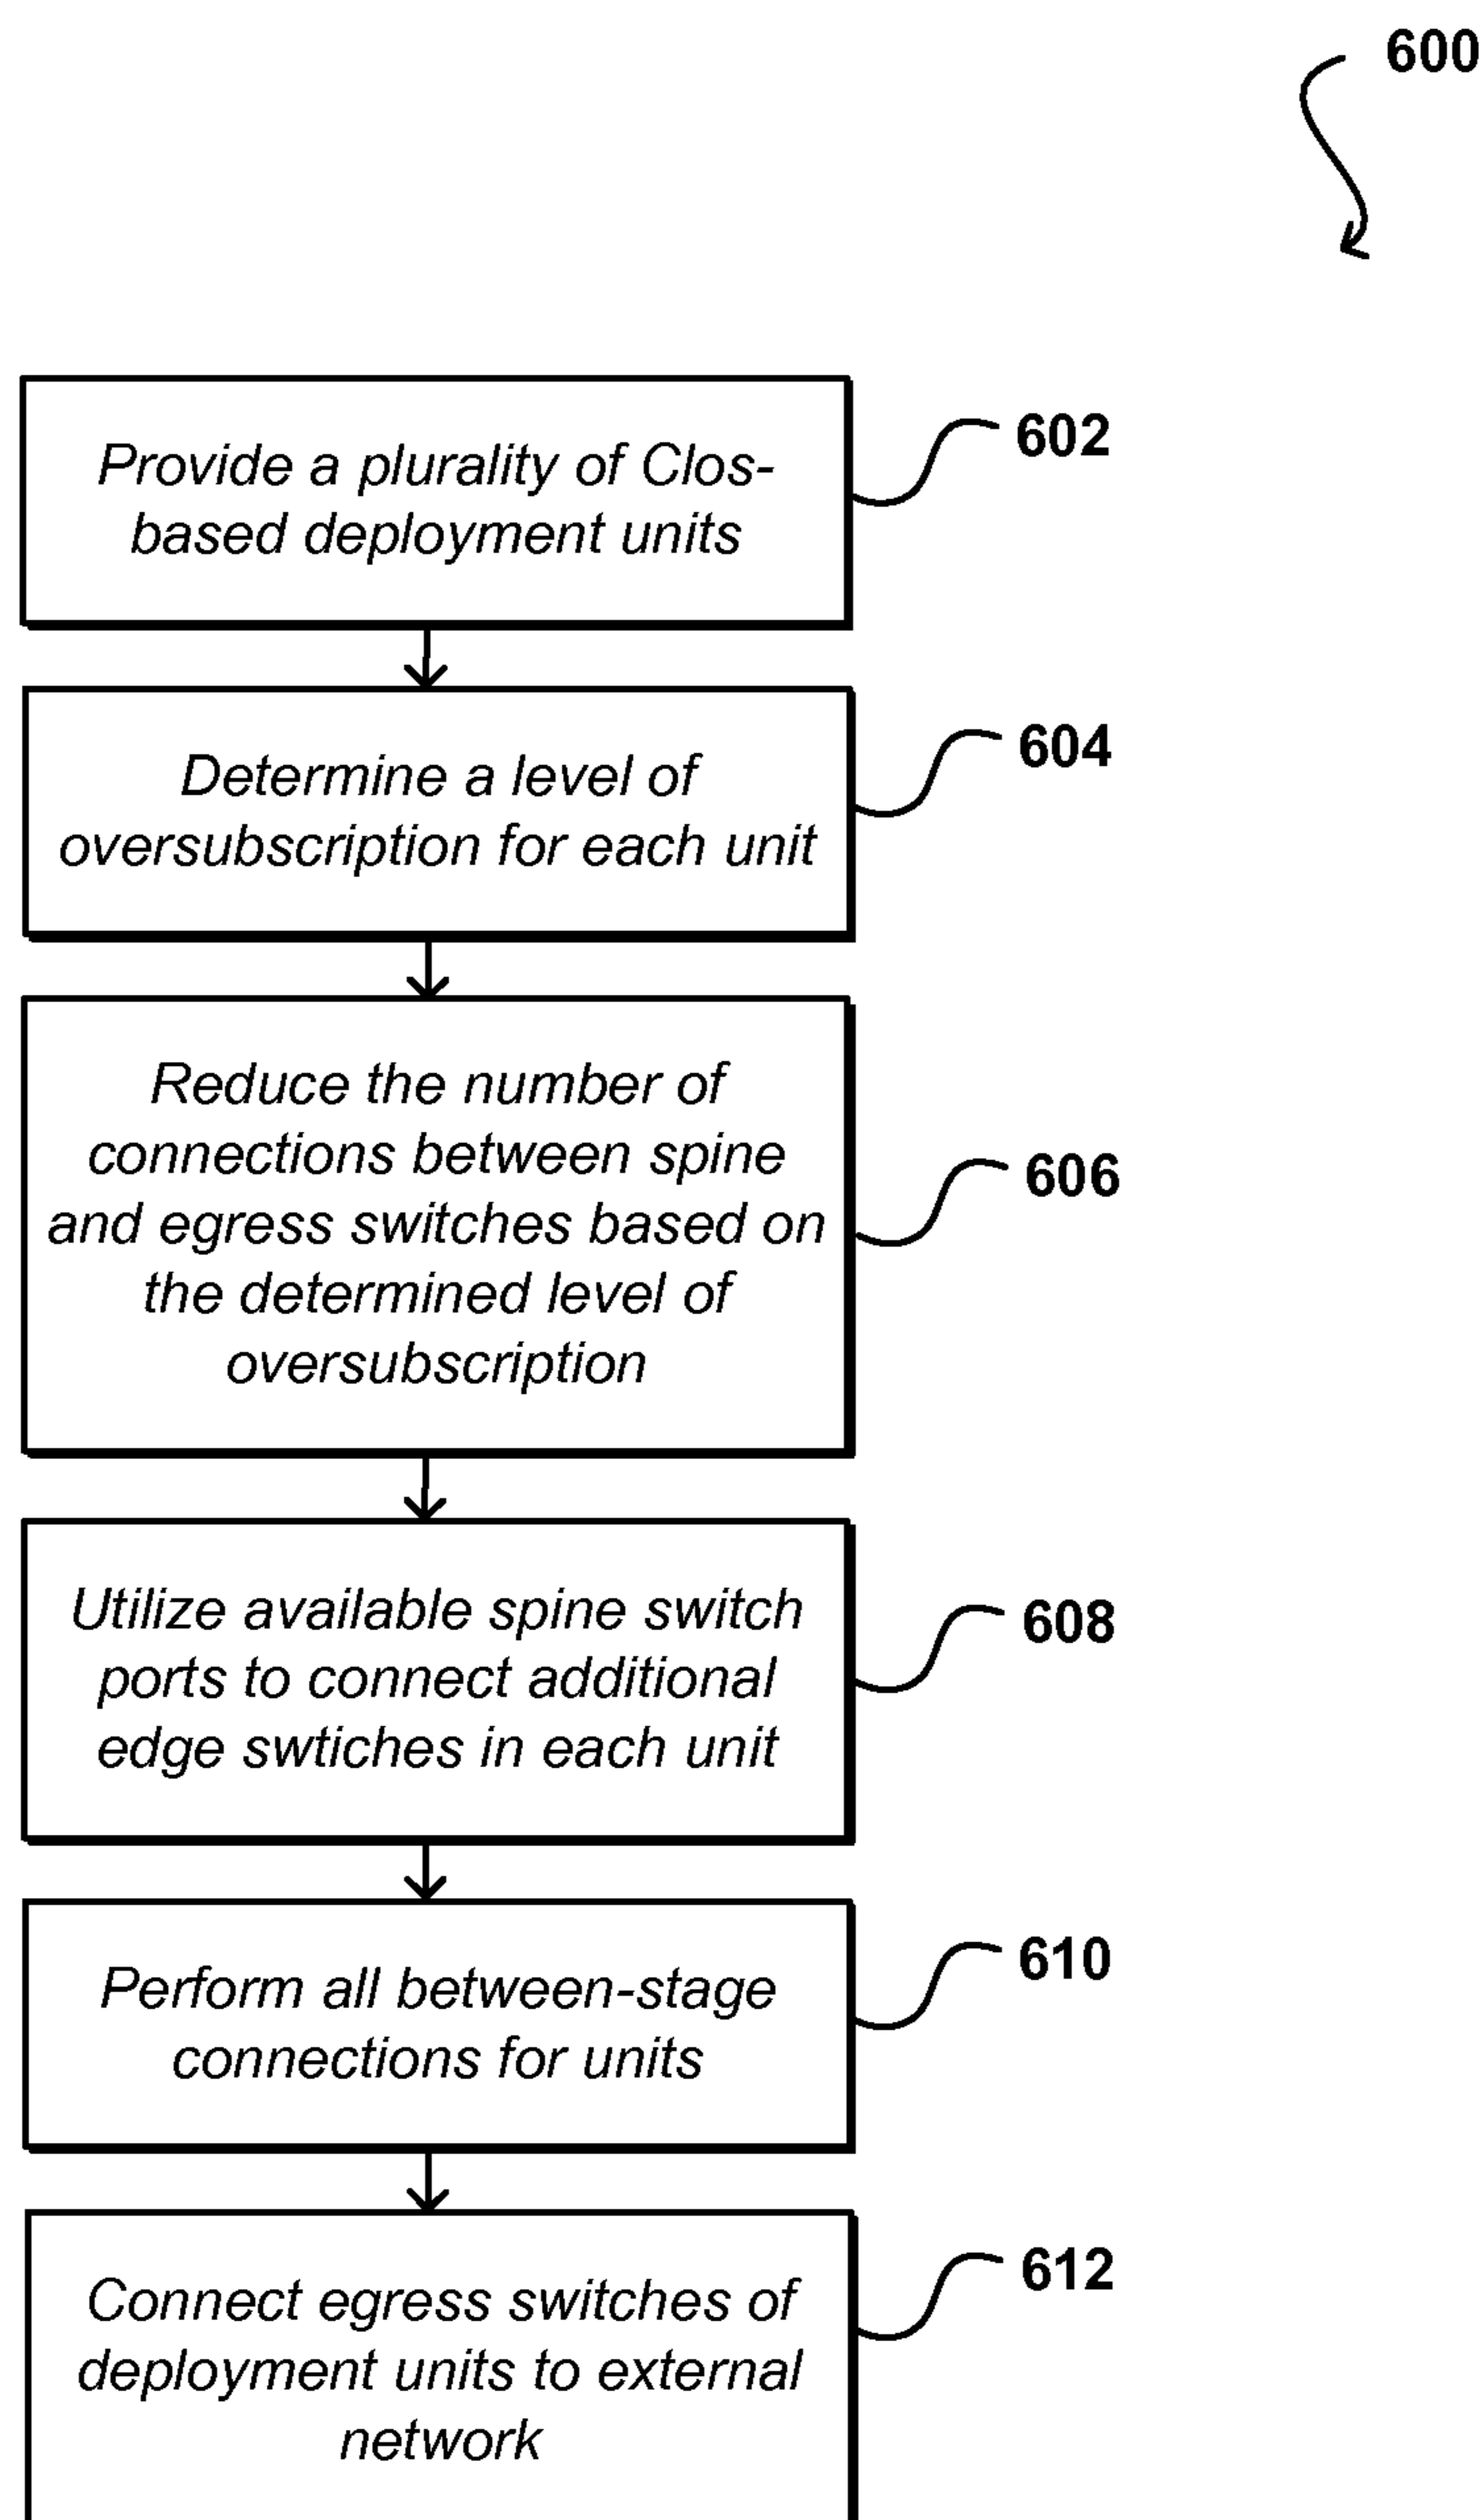 600
Provide a plurality of Clos-
based deployment units
602
Determine a level of
oversubscription for each unit
604
Reduce the number of
connections between spine
and egress switches based on
the determined level of
oversubscription
606
Utilize available spine switch
ports to connect additional
edge swtiches in each unit
608
Perform all between-stage
connections for units
610
Connect egress switches of
deployment units to external
network
612